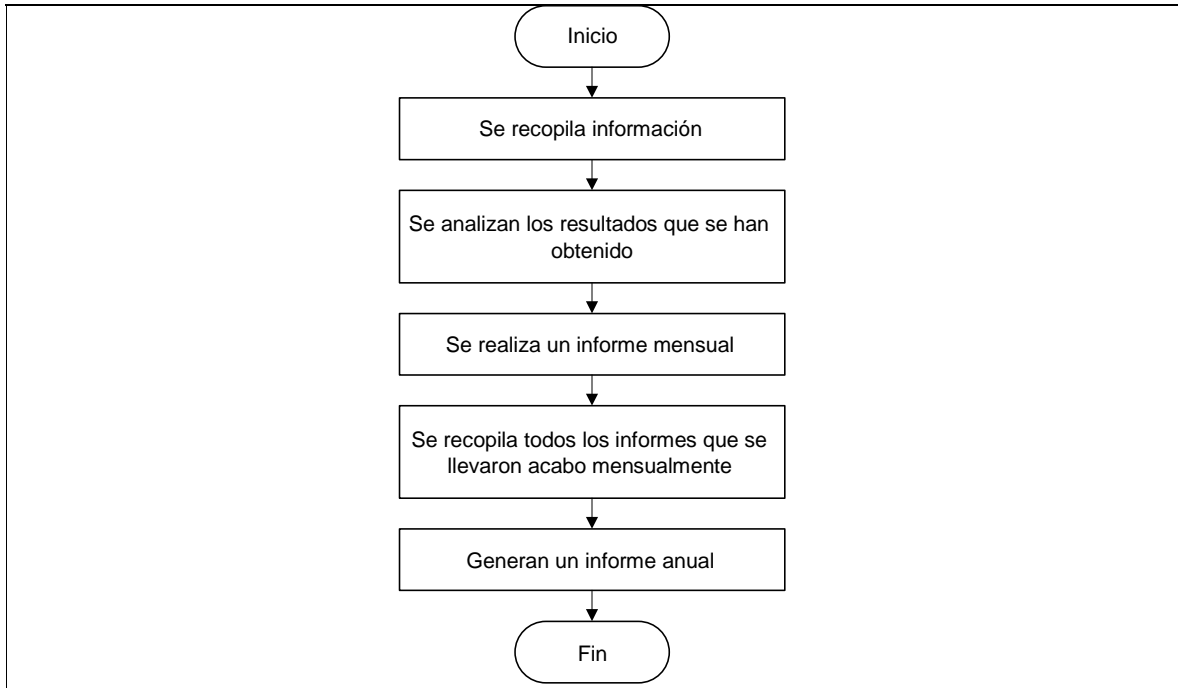 Inicio
Se recopila información
Se analizan los resultados que se han
obtenido
Se realiza un informe mensual
Se recopila todos los informes que se
llevaron acabo mensualmente
Generan un informe anual
Fin